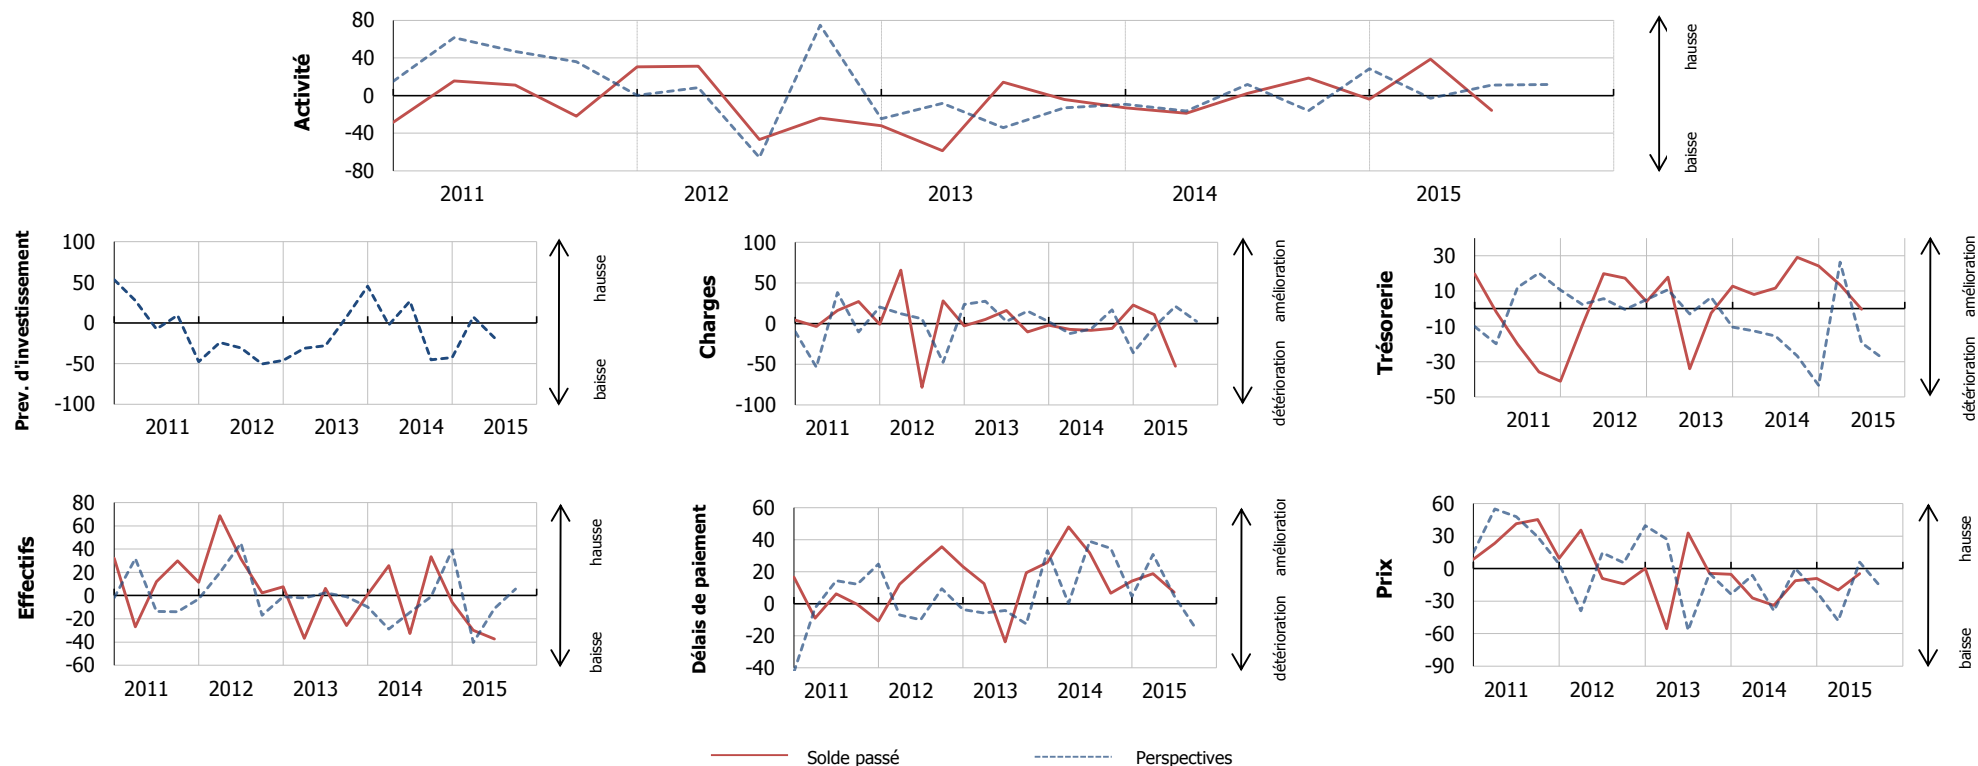 Activité
80
40
0
-40
-80
2011 2012 2013 2014 2015
hausse
baisse
Prev. d'investissement
100
50
0
-50
-100
2011 2012 2013 2014 2015
hausse
baisse
Charges
100
50
0
-50
-100
2011 2012 2013 2014 2015
amélioration
détérioration
Trésorerie
30
10
-10
-30
-50
2011 2012 2013 2014 2015
amélioration
détérioration
Effectifs
80
60
40
20
0
-20
-40
-60
2011 2012 2013 2014 2015
hausse
baisse
Délais de paiement
60
40
20
0
-20
-40
2011 2012 2013 2014 2015
amélioration
détérioration
Prix
60
30
0
-30
-60
-90
2011 2012 2013 2014 2015
hausse
baisse
Solde passé
Perspectives